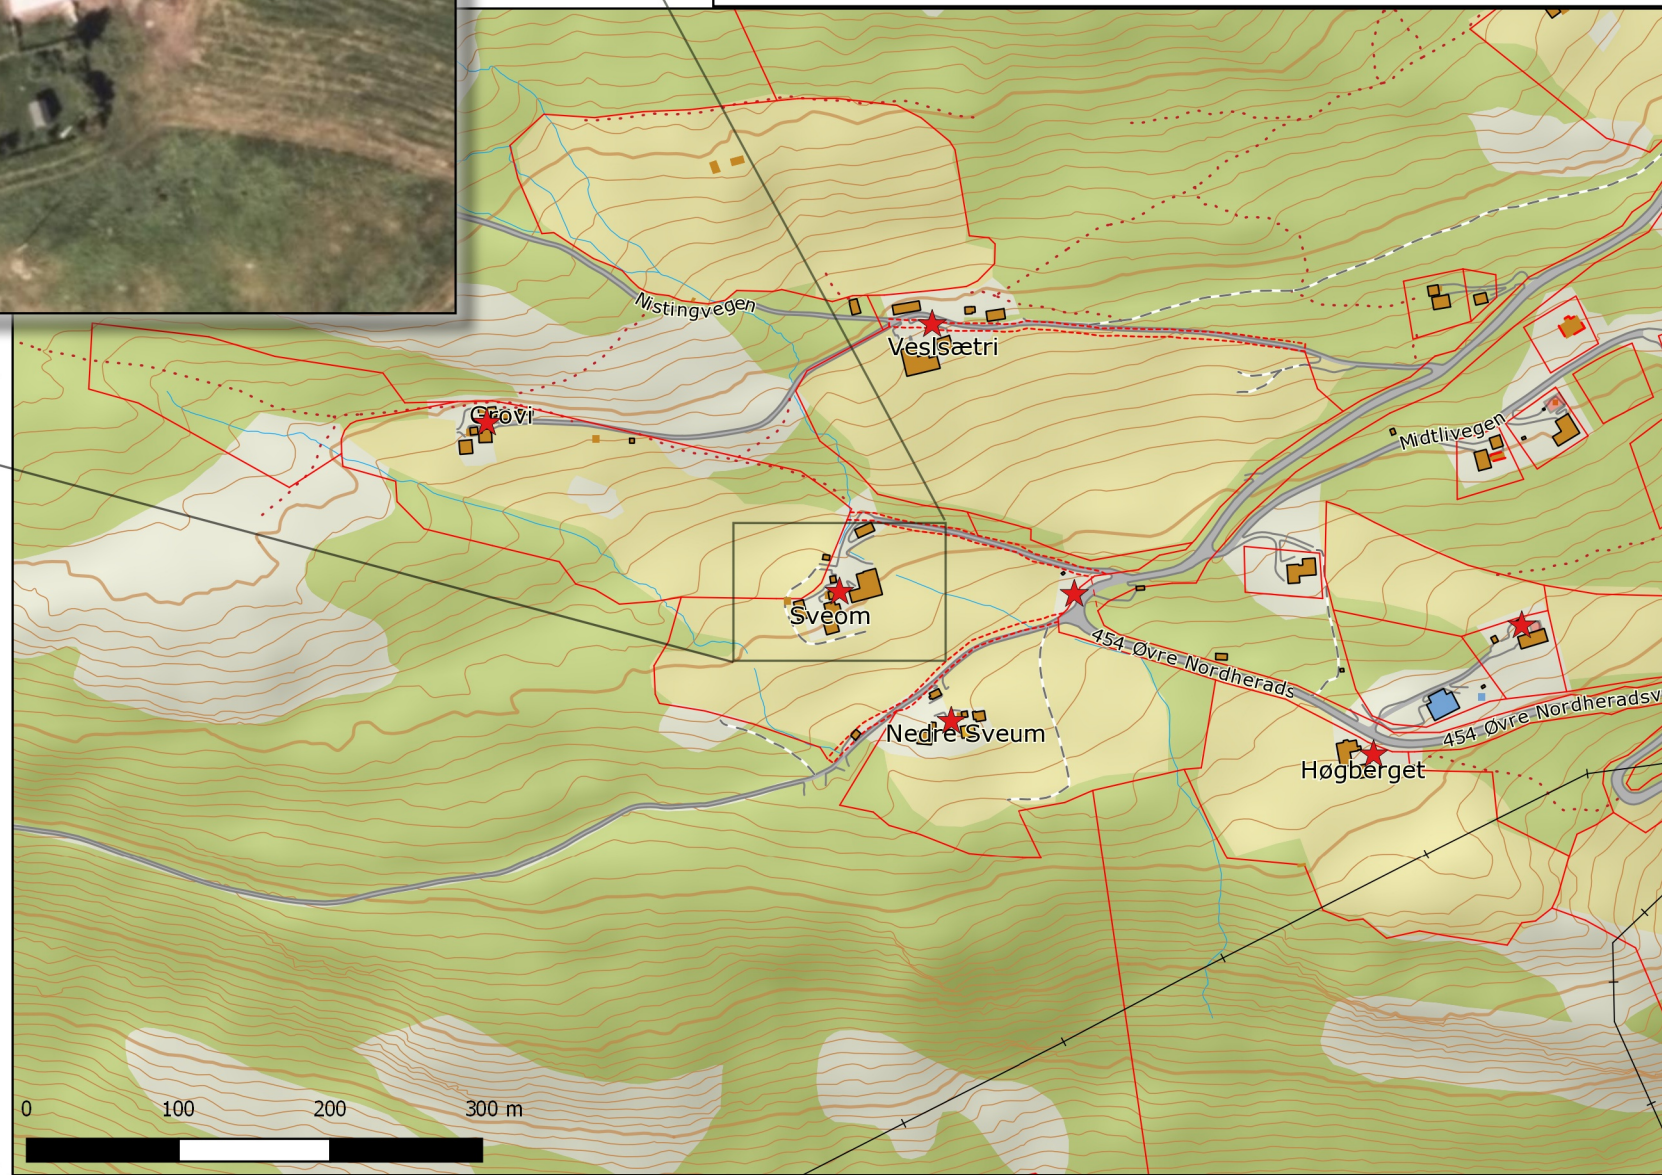 Nistingvegen
Veslsætri
Grovi
Midtlivegen
Sveom
454 Øvre Nordherads
Nedre Sveum
454 Øvre Nordheradsv
Høgberget
0 100 200 300 m